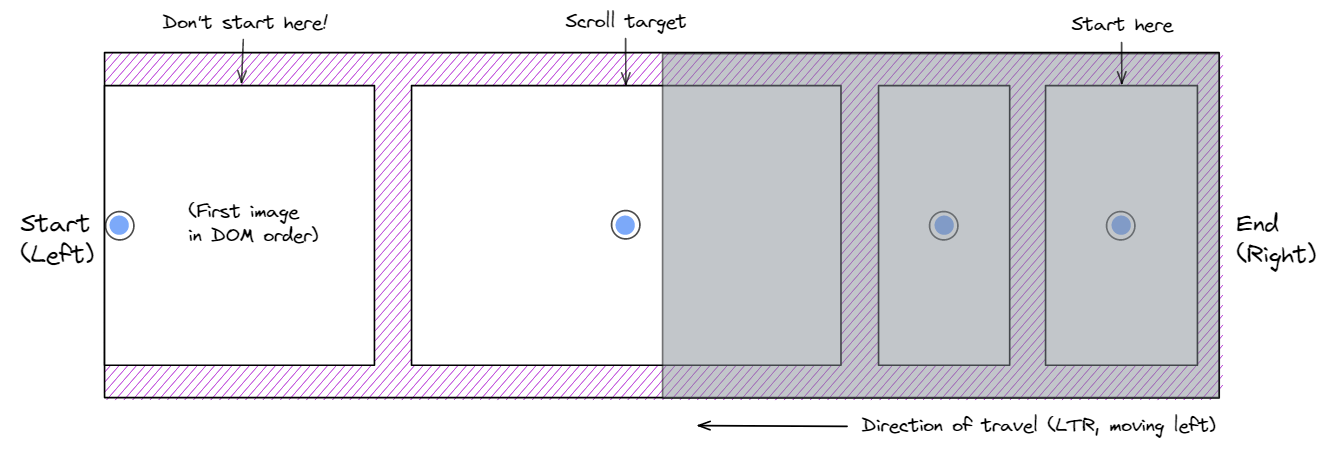 Don't start here!
Scroll target
Start here
Start
(Left)
(First image
in DOM order)
End
(Right)
Direction of travel (LTR, moving left)